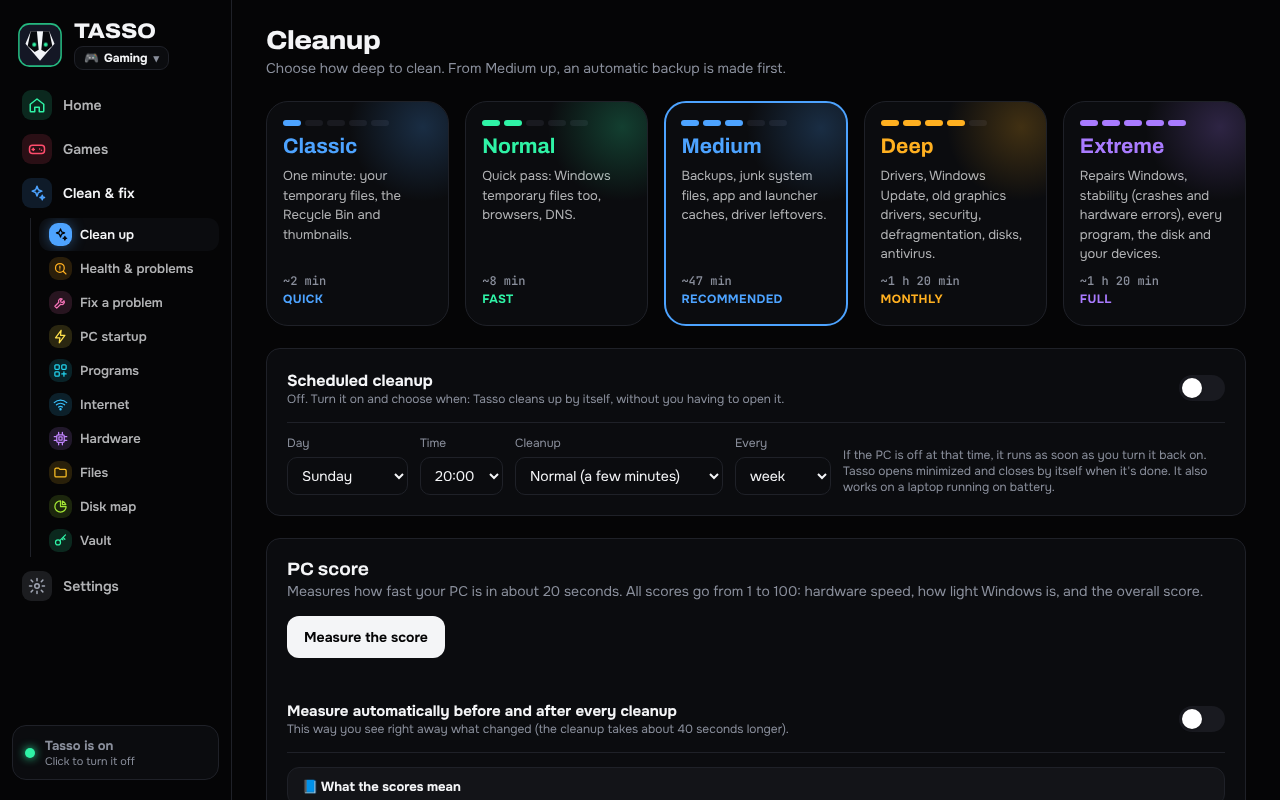 TASSO
Gaming
Home
Games
Clean & fix
Clean up
Health & problems
Fix a problem
PC startup
Programs
Internet
Hardware
Files
Disk map
Vault
Settings
Tasso is on
Click to turn it off
Cleanup
Choose how deep to clean. From Medium up, an automatic backup is made first.
Classic
One minute: your
temporary files, the
Recycle Bin and
thumbnails.
~2 min
QUICK
Normal
Quick pass: Windows
temporary files too,
browsers, DNS.
~8 min
FAST
Medium
Backups, junk system
files, app and launcher
caches, driver leftovers.
~47 min
RECOMMENDED
Deep
Drivers, Windows
Update, old graphics
drivers, security,
defragmentation, disks,
antivirus.
~1 h 20 min
MONTHLY
Extreme
Repairs Windows,
stability (crashes and
hardware errors), every
program, the disk and
your devices.
~1 h 20 min
FULL
Scheduled cleanup
Off. Turn it on and choose when: Tasso cleans up by itself, without you having to open it.
Day
Sunday
Time
20:00
Cleanup
Normal (a few minutes)
Every
week
If the PC is off at that time, it runs as soon as you turn it back on.
Tasso opens minimized and closes by itself when it's done. It also
works on a laptop running on battery.
PC score
Measures how fast your PC is in about 20 seconds. All scores go from 1 to 100: hardware speed, how light Windows is, and the overall score.
Measure the score
Measure automatically before and after every cleanup
This way you see right away what changed (the cleanup takes about 40 seconds longer).
What the scores mean